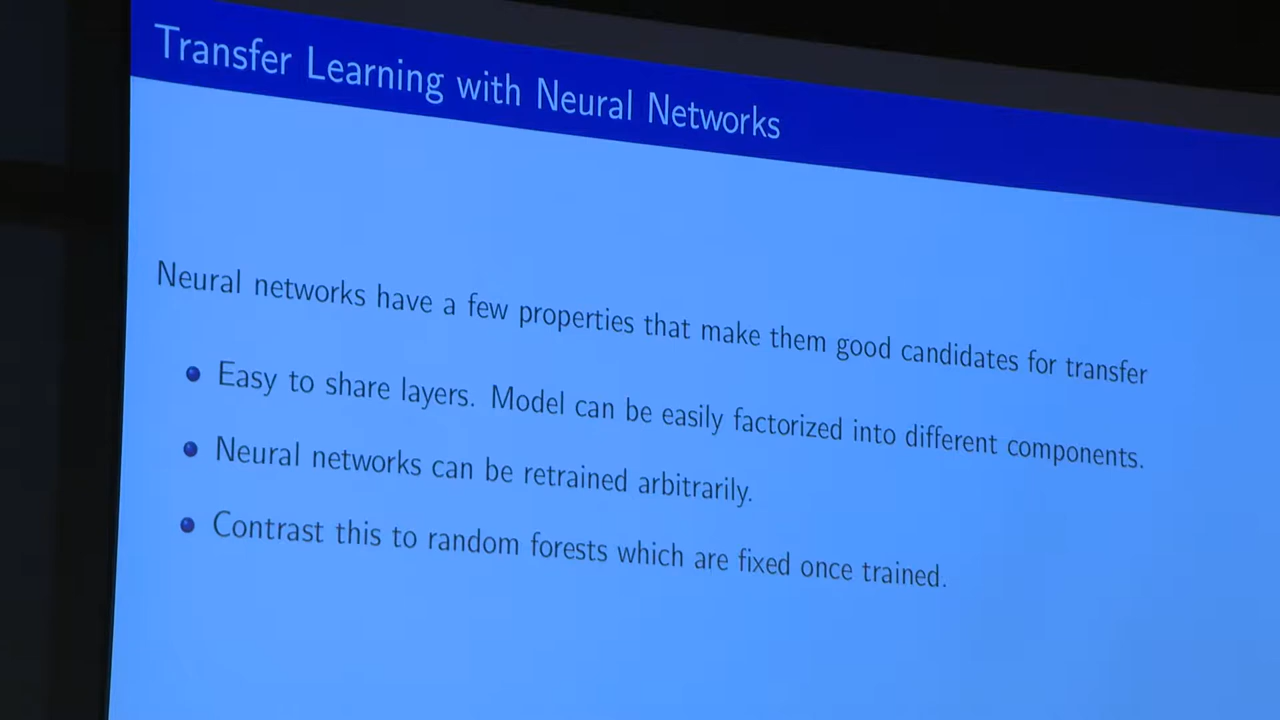 Transfer Learning with Neural Networks
Neural networks have a few properties that make them good candidates for transfer
Easy to share layers. Model can be easily factorized into different components.
Neural networks can be retrained arbitrarily.
Contrast this to random forests which are fixed once trained.